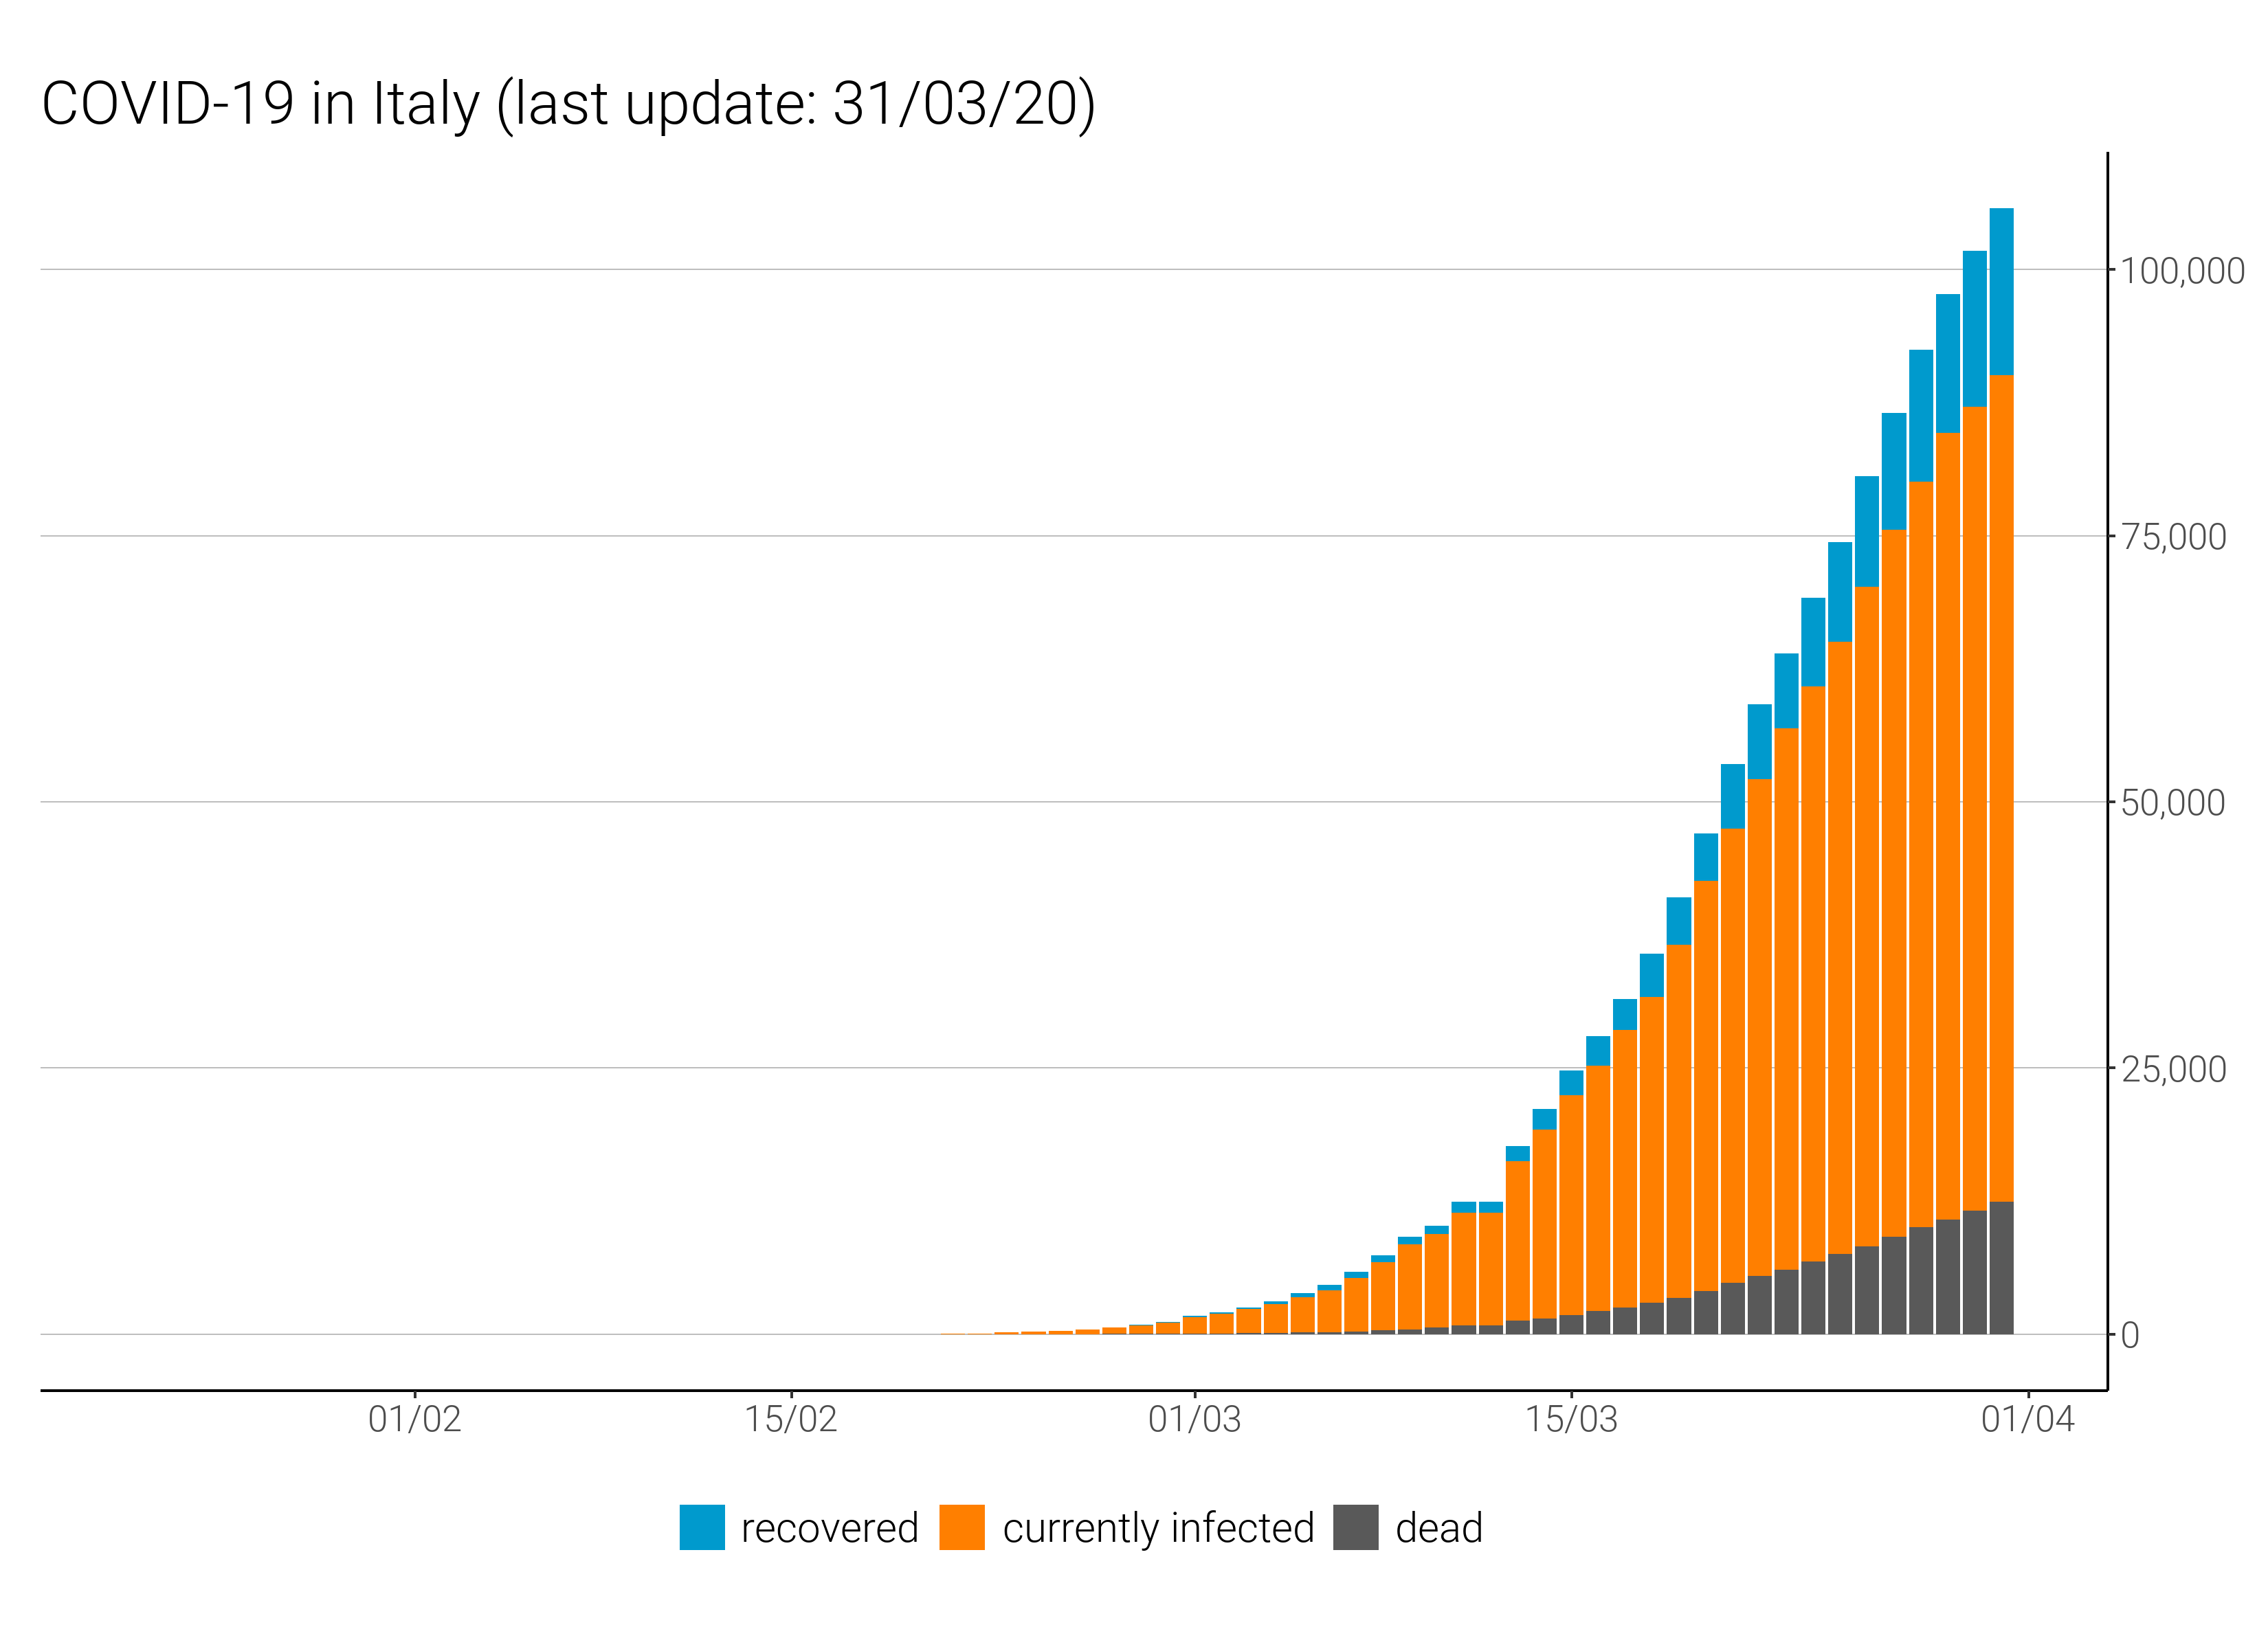 COVID-19 in Italy (last update: 31/03/20)
100,000
75,000
50,000
25,000
0
01/02 15/02 01/03 15/03 01/04
recovered currently infected dead